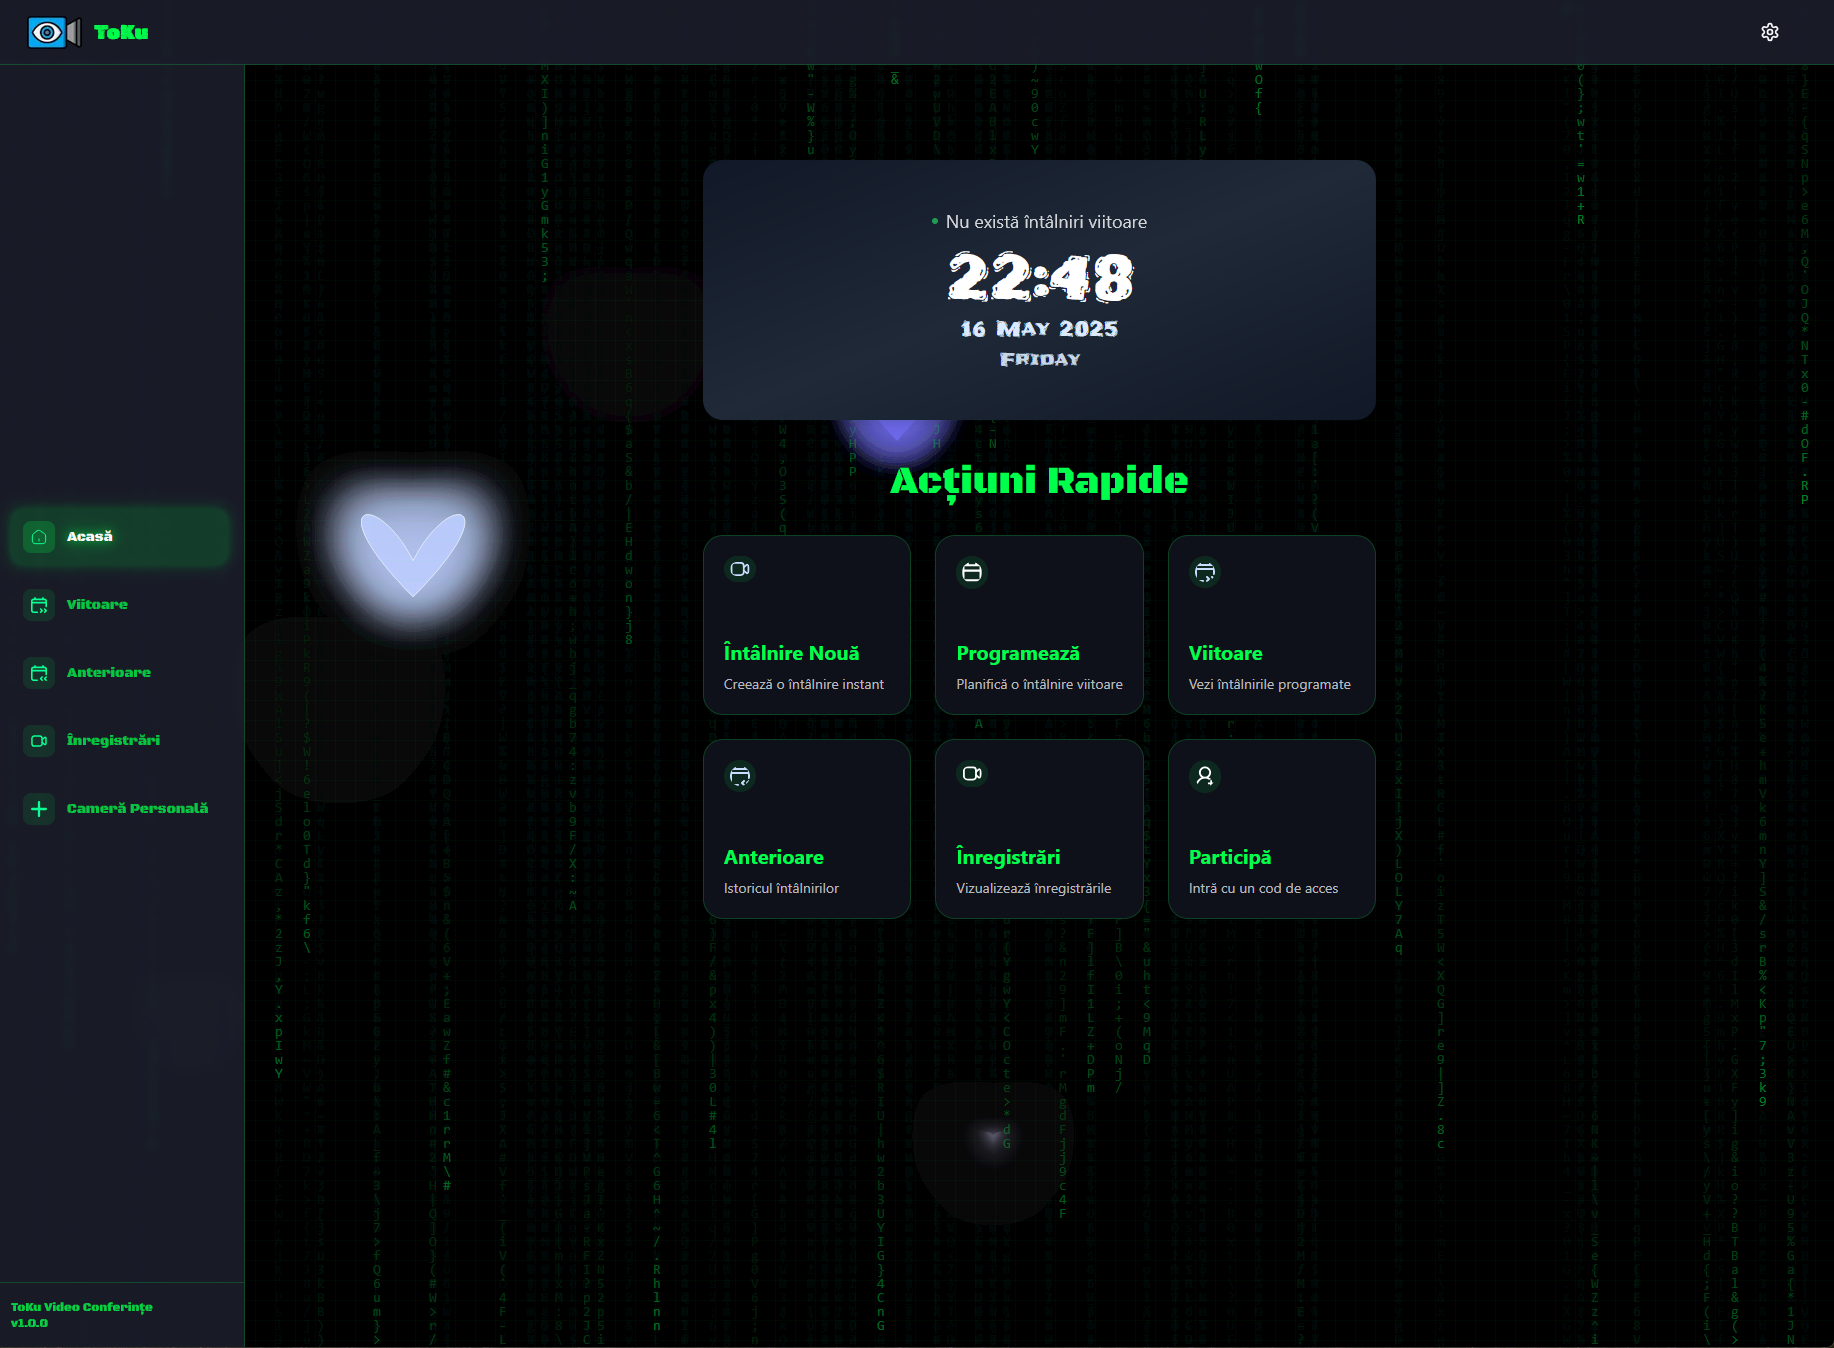 ToKu
Nu există întâlniri viitoare
22:48
16 May 2025
Friday
Acțiuni Rapide
Acasă
Viitoare
Anterioare
Înregistrări
Cameră Personală
Întâlnire Nouă
Creează o întâlnire instant
Programează
Planifică o întâlnire viitoare
Viitoare
Vezi întâlnirile programate
Anterioare
Istoricul întâlnirilor
Înregistrări
Vizualizează înregistrările
Participă
Intră cu un cod de acces
ToKu Video Conferințe
v1.0.0